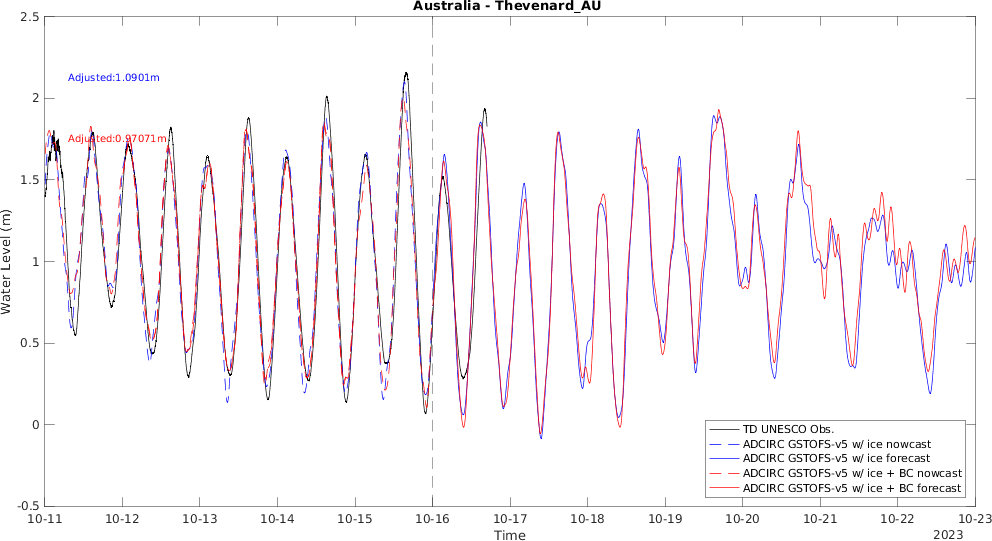 Australia - Thevenard_AU
2.5
2
1.5
1
0.5
0
-0.5
Water Level (m)
Adjusted:1.0901m
Adjusted:0.97071m
TD UNESCO Obs.
ADCIRC GSTOFS-v5 w/ ice nowcast
ADCIRC GSTOFS-v5 w/ ice forecast
ADCIRC GSTOFS-v5 w/ ice + BC nowcast
ADCIRC GSTOFS-v5 w/ ice + BC forecast
10-11 10-12 10-13 10-14 10-15 10-16 10-17 10-18 10-19 10-20 10-21 10-22 10-23
Time
2023